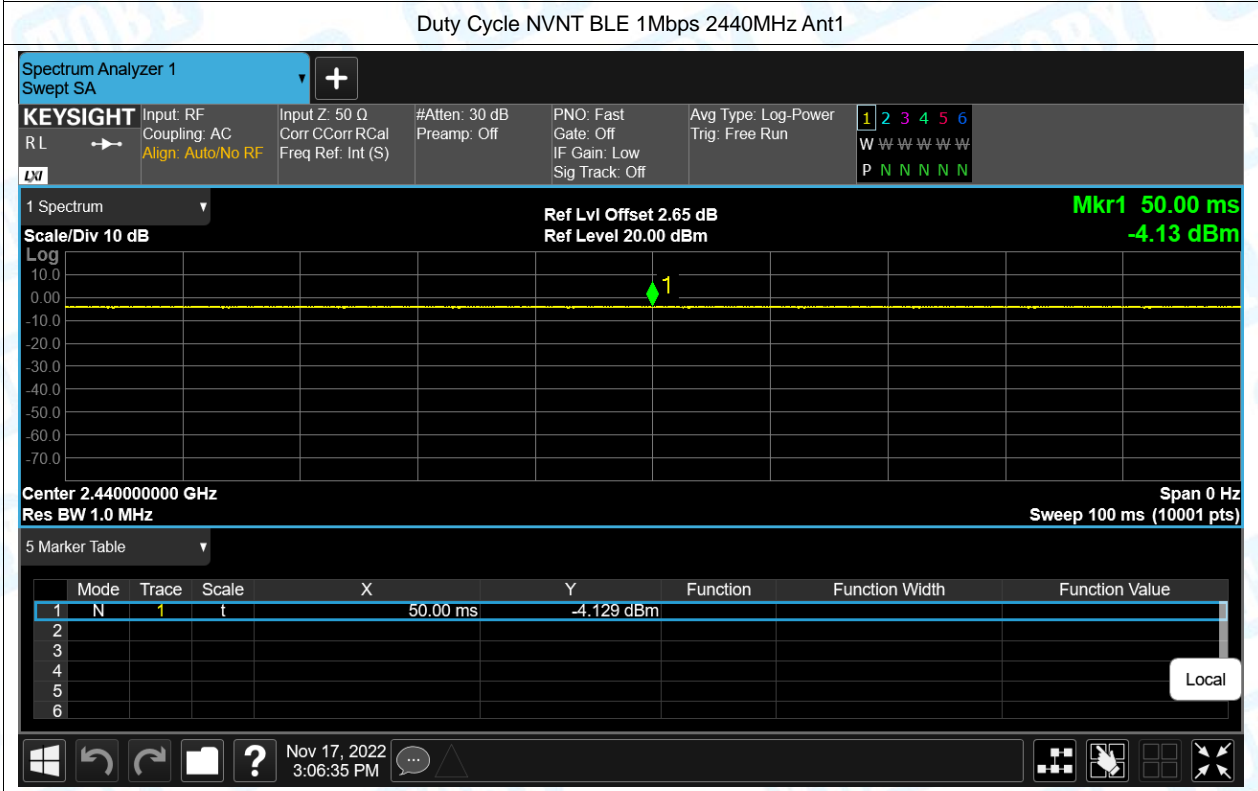 Duty Cycle NVNT BLE 1Mbps 2440MHz Ant1
Spectrum Analyzer 1
Swept SA
KEYSIGHT
R L
LXI
Input: RF
Coupling: AC
Align: Auto/No RF
Input Z: 50 Ω
Corr CCorr RCal
Freq Ref: Int (S)
#Atten: 30 dB
Preamp: Off
PNO: Fast
Gate: Off
IF Gain: Low
Sig Track: Off
Avg Type: Log-Power
Trig: Free Run
1 2 3 4 5 6
W W W W W W
P N N N N N
1 Spectrum
Scale/Div 10 dB
Ref Lvl Offset 2.65 dB
Ref Level 20.00 dBm
Mkr1 50.00 ms
-4.13 dBm
Log
10.0
0.00
-10.0
-20.0
-30.0
-40.0
-50.0
-60.0
-70.0
1
Center 2.440000000 GHz
Res BW 1.0 MHz
Span 0 Hz
Sweep 100 ms (10001 pts)
5 Marker Table
Mode Trace Scale X Y Function Function Width Function Value
1 N 1 t 50.00 ms -4.129 dBm
2
3
4
5
6
Local
?
Nov 17, 2022
3:06:35 PM